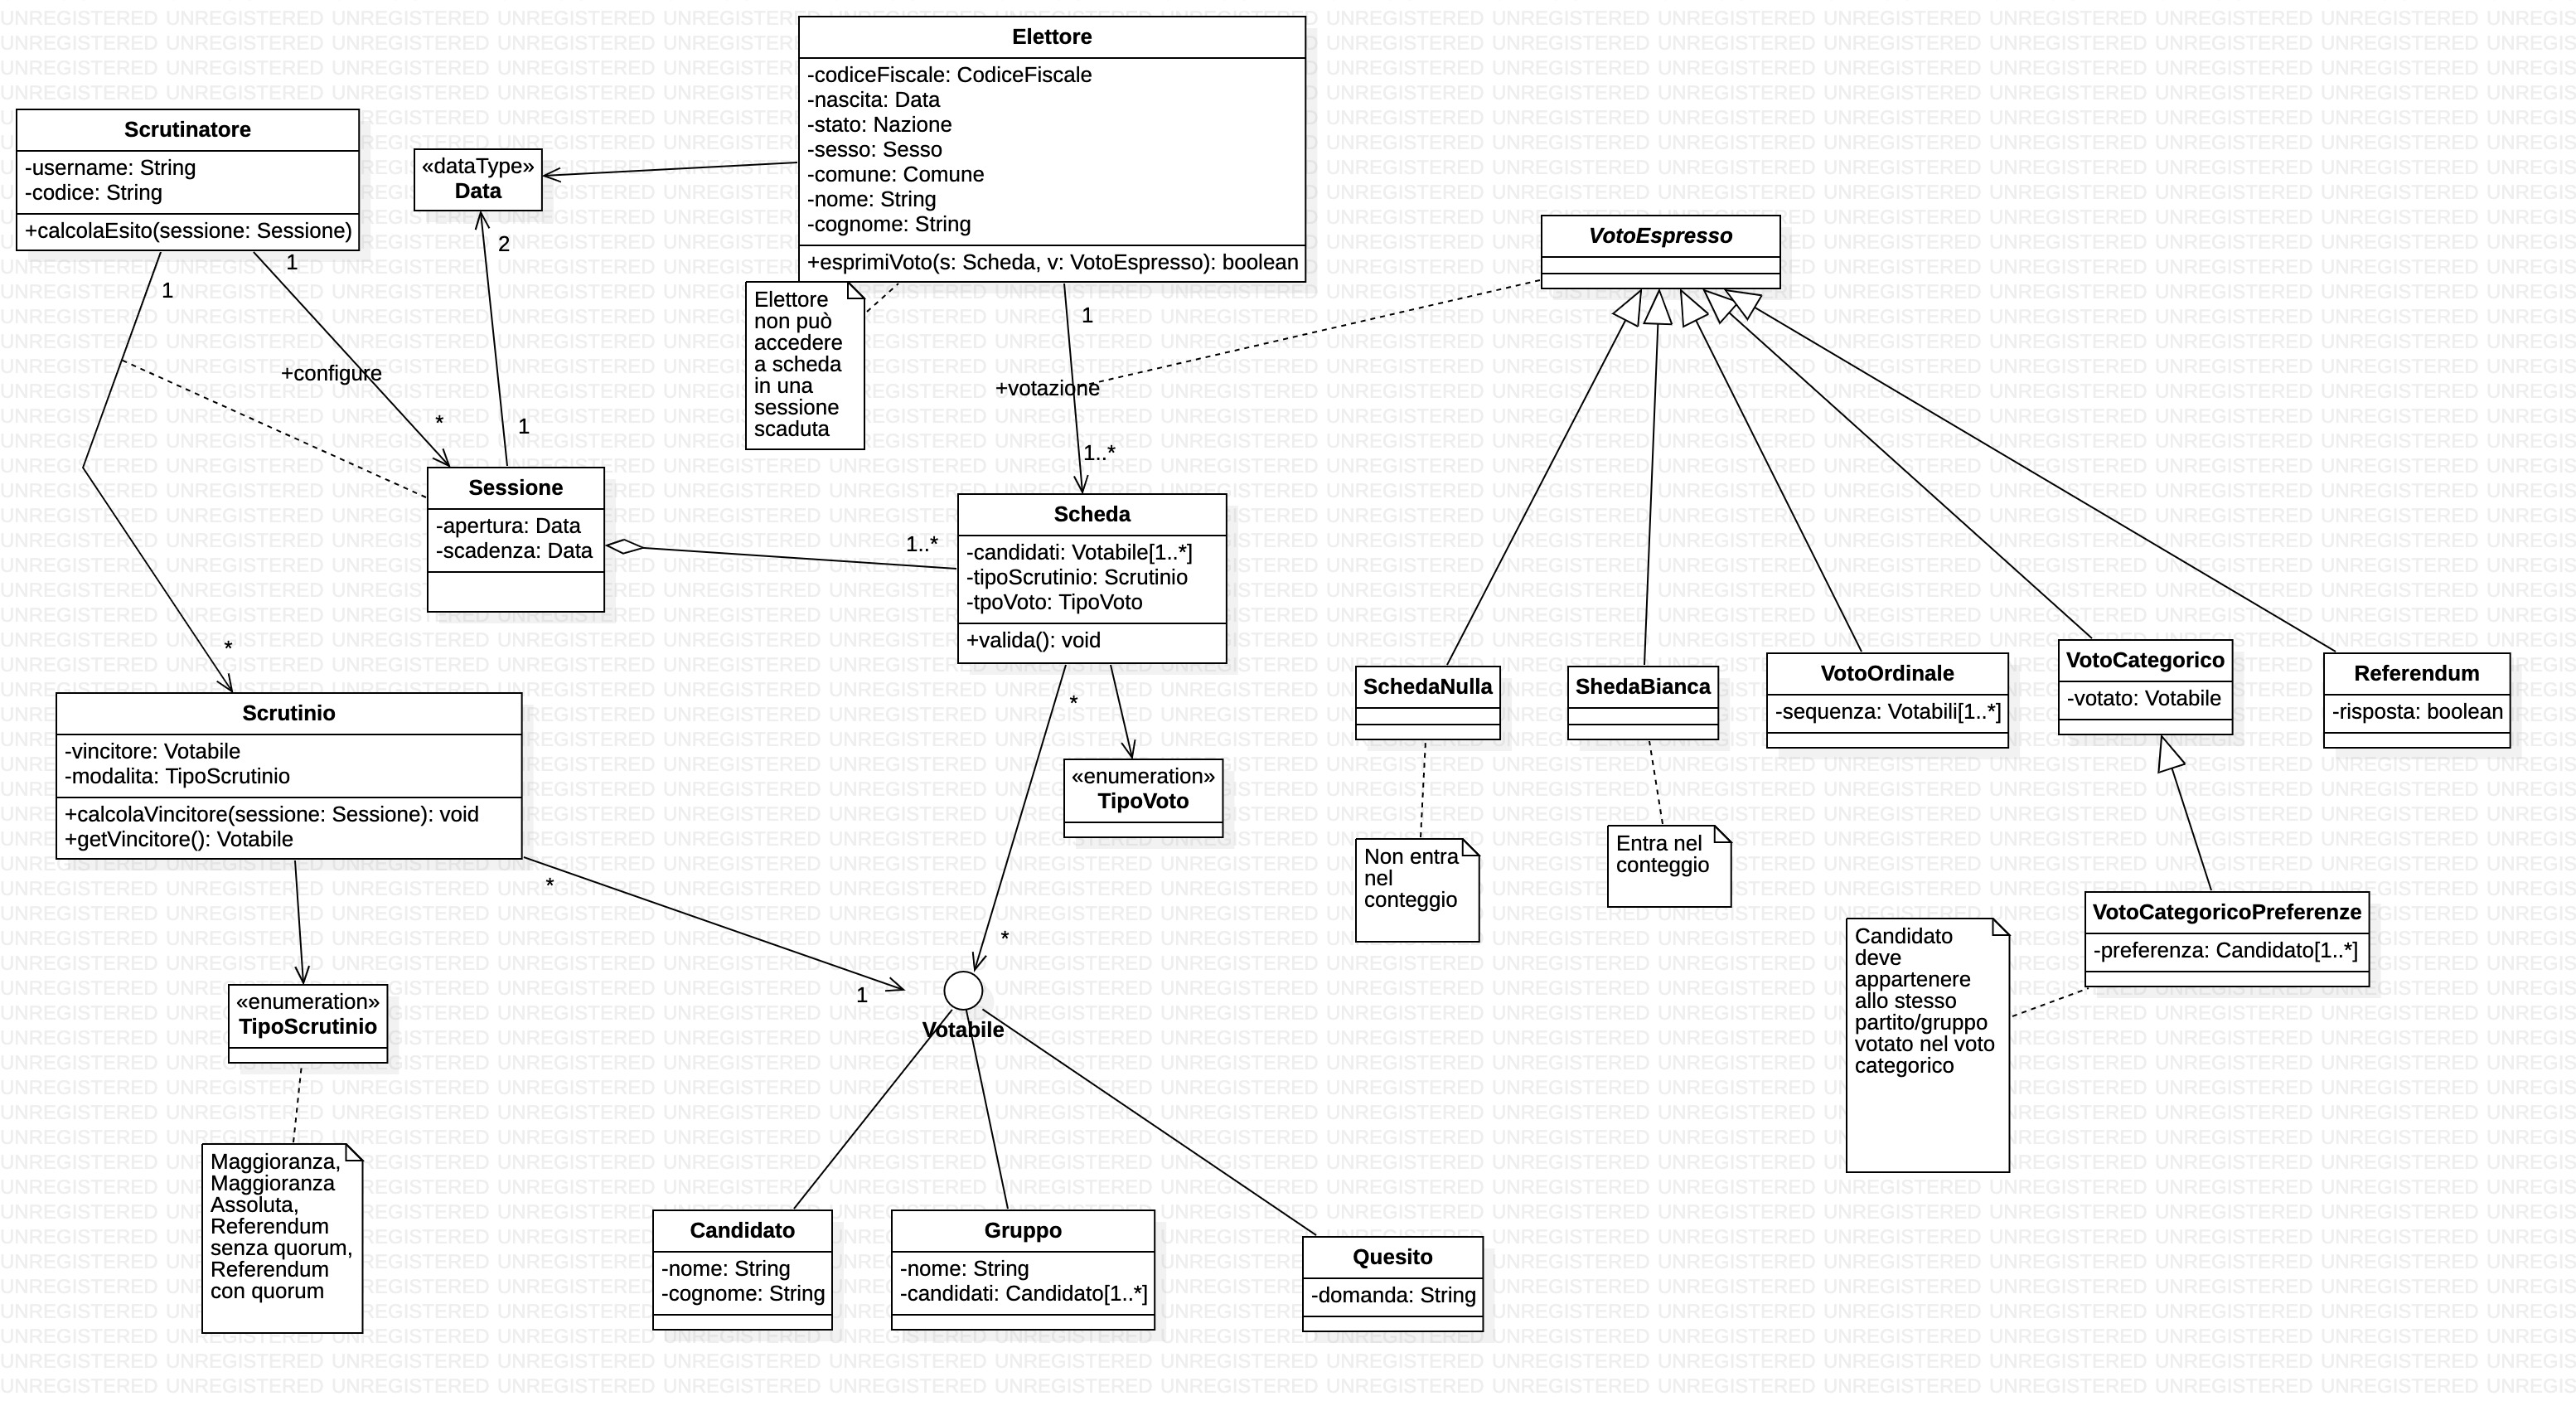 Elettore
-codiceFiscale: CodiceFiscale
-nascita: Data
-stato: Nazione
-sesso: Sesso
-comune: Comune
-nome: String
-cognome: String
+esprimiVoto(s: Scheda, v: VotoEspresso): boolean
Scrutinatore
-username: String
-codice: String
+calcolaEsito(sessione: Sessione)
«dataType»
Data
2
1
1
1
*
+configure
1
Elettore
non può
accedere
a scheda
in una
sessione
scaduta
1
+votazione
1..*
VotoEspresso
Sessione
-apertura: Data
-scadenza: Data
1..*
Scheda
-candidati: Votabile[1..*]
-tipoScrutinio: Scrutinio
-tpoVoto: TipoVoto
+valida(): void
*
Scrutinio
-vincitore: Votabile
-modalita: TipoScrutinio
+calcolaVincitore(sessione: Sessione): void
+getVincitore(): Votabile
*
«enumeration»
TipoVoto
SchedaNulla
ShedaBianca
VotoOrdinale
-sequenza: Votabili[1..*]
VotoCategorico
-votato: Votabile
Referendum
-risposta: boolean
Non entra
nel
conteggio
Entra nel
conteggio
VotoCategoricoPreferenze
-preferenza: Candidato[1..*]
Candidato
deve
appartenere
allo stesso
partito/gruppo
votato nel voto
categorico
*
1
*
Votabile
«enumeration»
TipoScrutinio
Maggioranza,
Maggioranza
Assoluta,
Referendum
senza quorum,
Referendum
con quorum
Candidato
-nome: String
-cognome: String
Gruppo
-nome: String
-candidati: Candidato[1..*]
Quesito
-domanda: String
UNREGISTERED